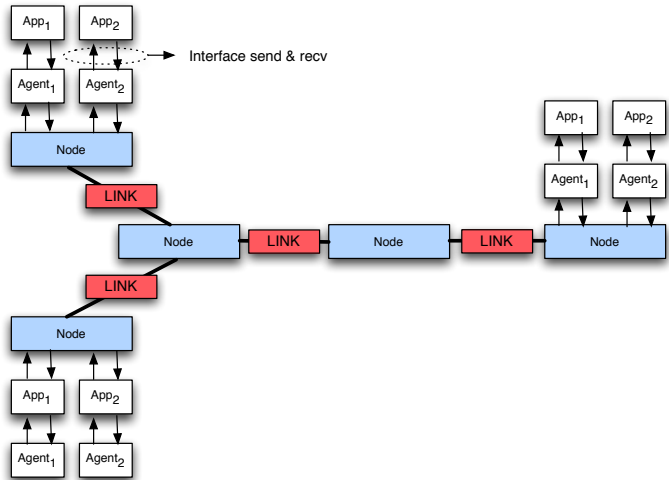 App1 App2
Interface send & recv
Agent1 Agent2
Node
LINK
App1 App2
Agent1 Agent2
Node LINK Node LINK Node
LINK
Node
App1 App2
Agent1 Agent2